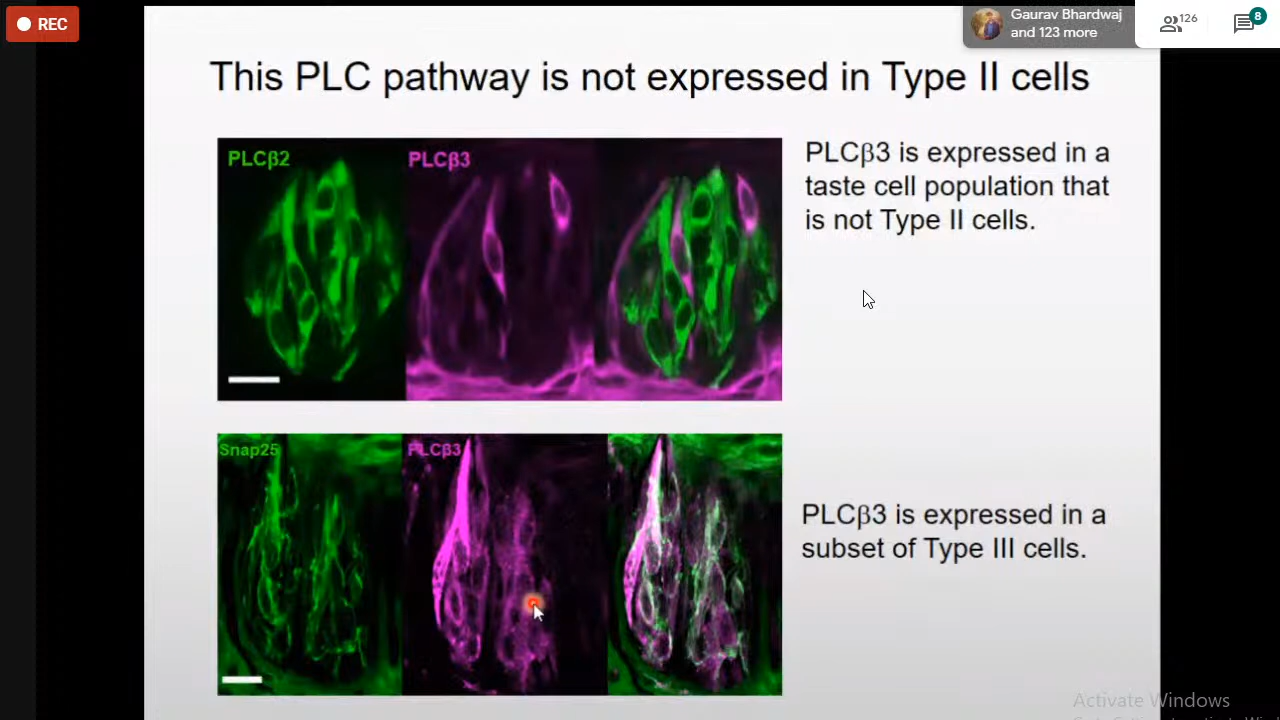 REC
Gaurav Bhardwaj
and 123 more
126
8
This PLC pathway is not expressed in Type II cells
PLCβ2
PLCβ3
PLCβ3 is expressed in a
taste cell population that
is not Type II cells.
Snap25
PLCβ3
PLCβ3 is expressed in a
subset of Type III cells.
Activate Windows